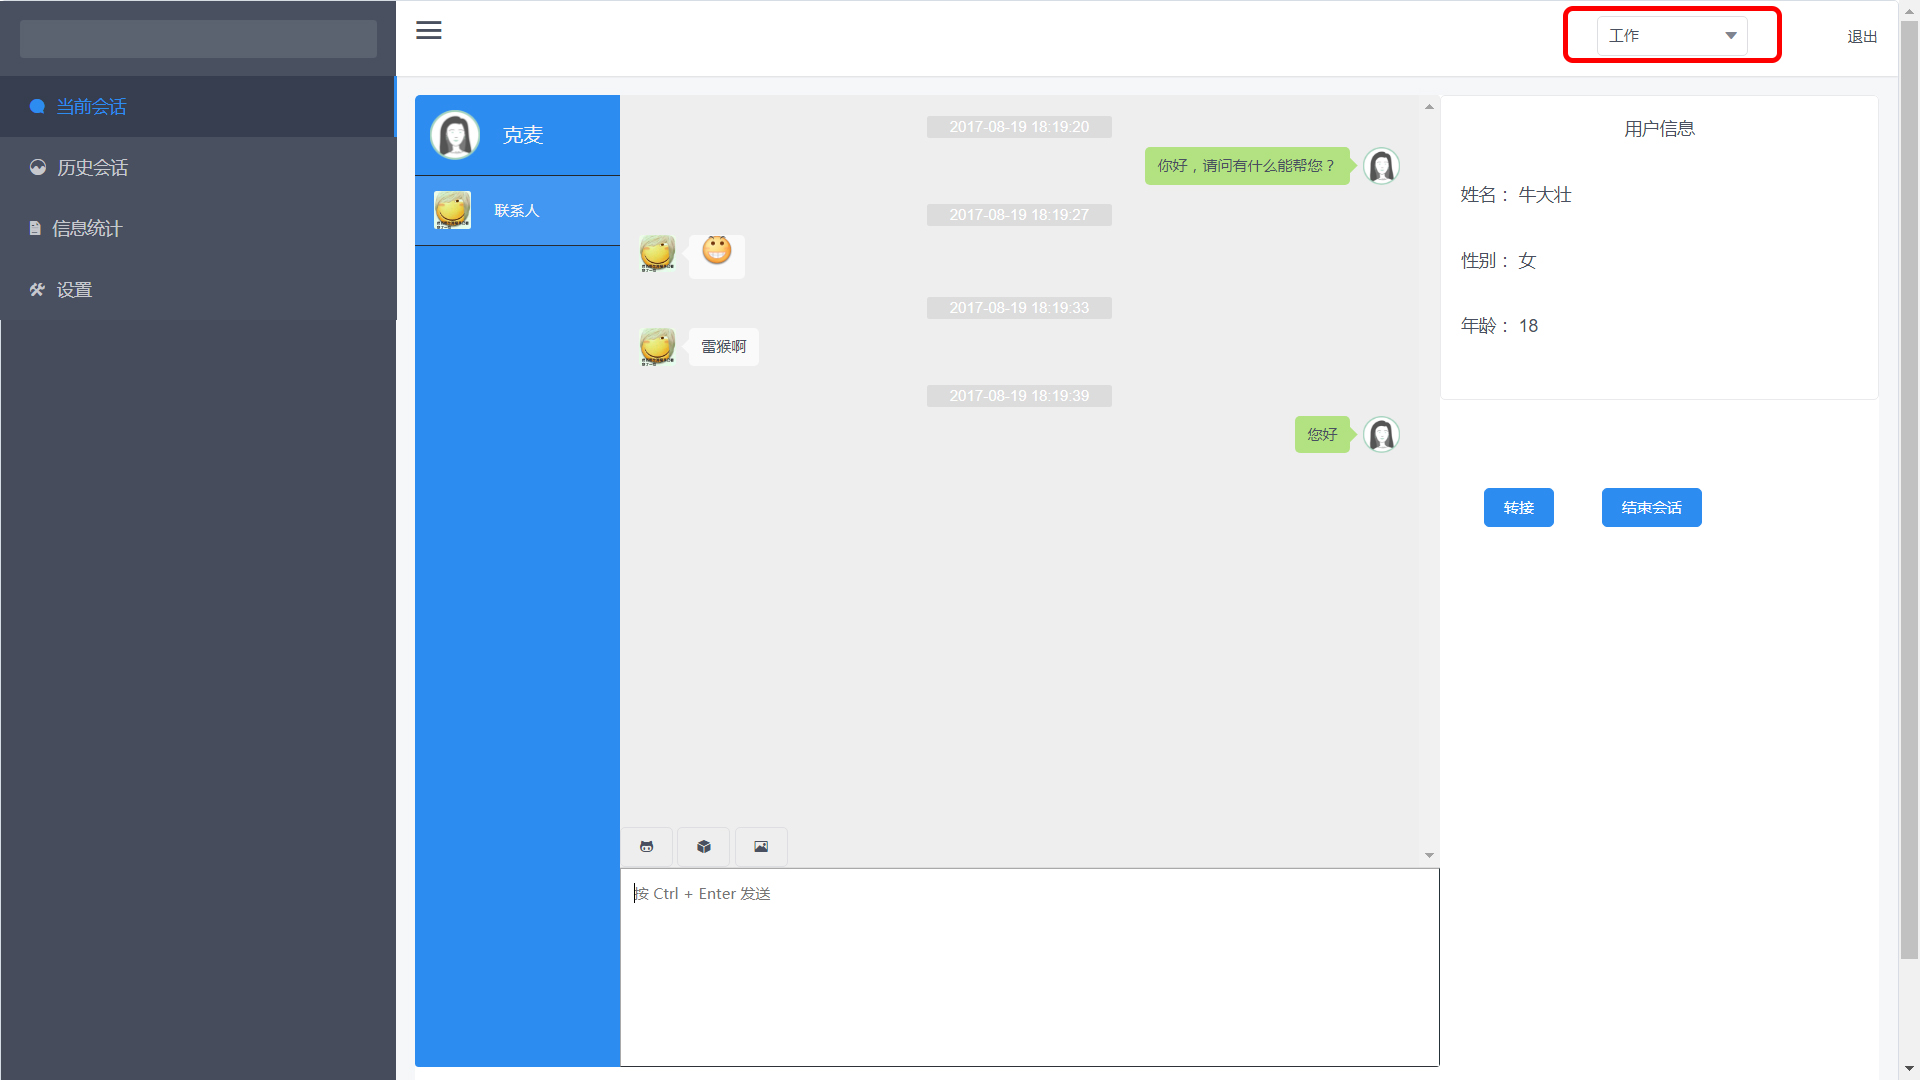 工作
退出
当前会话
历史会话
信息统计
设置
克麦
联系人
2017-08-19 18:19:20
你好，请问有什么能帮您？
2017-08-19 18:19:27
2017-08-19 18:19:33
雷猴啊
2017-08-19 18:19:39
您好
按 Ctrl + Enter 发送
用户信息
姓名： 牛大壮
性别： 女
年龄： 18
转接
结束会话